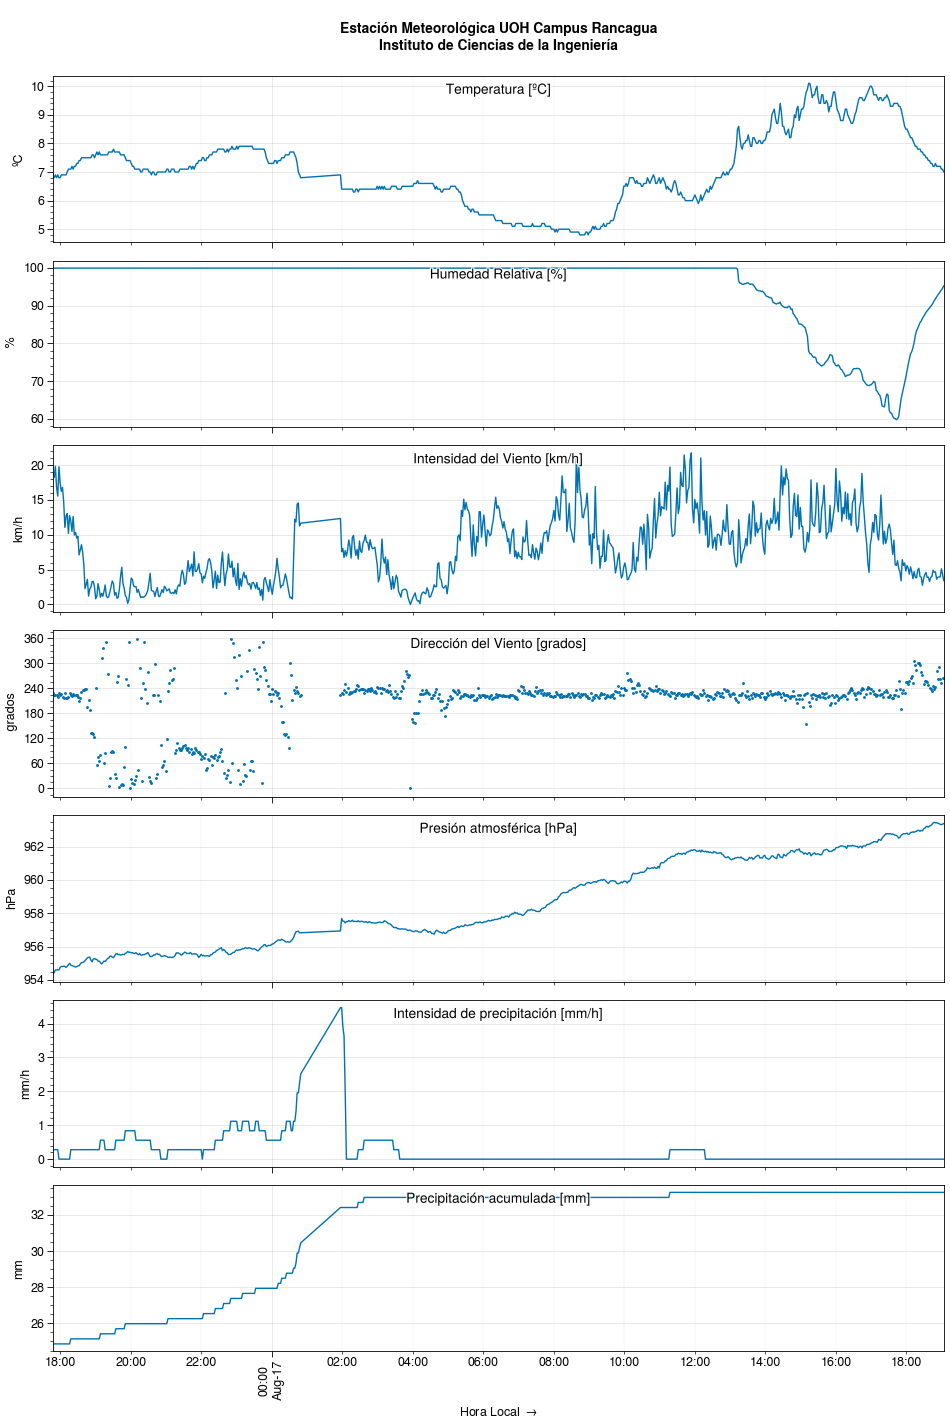 Estación Meteorológica UOH Campus Rancagua
Instituto de Ciencias de la Ingeniería
Temperatura [ºC]
ºC
10
9
8
7
6
5
Humedad Relativa [%]
%
100
90
80
70
60
Intensidad del Viento [km/h]
km/h
20
15
10
5
0
Dirección del Viento [grados]
grados
360
300
240
180
120
60
0
Presión atmosférica [hPa]
hPa
962
960
958
956
954
Intensidad de precipitación [mm/h]
mm/h
4
3
2
1
0
Precipitación acumulada [mm]
mm
32
30
28
26
18:00 20:00 22:00 00:00 02:00 04:00 06:00 08:00 10:00 12:00 14:00 16:00 18:00
Aug-17
Hora Local →